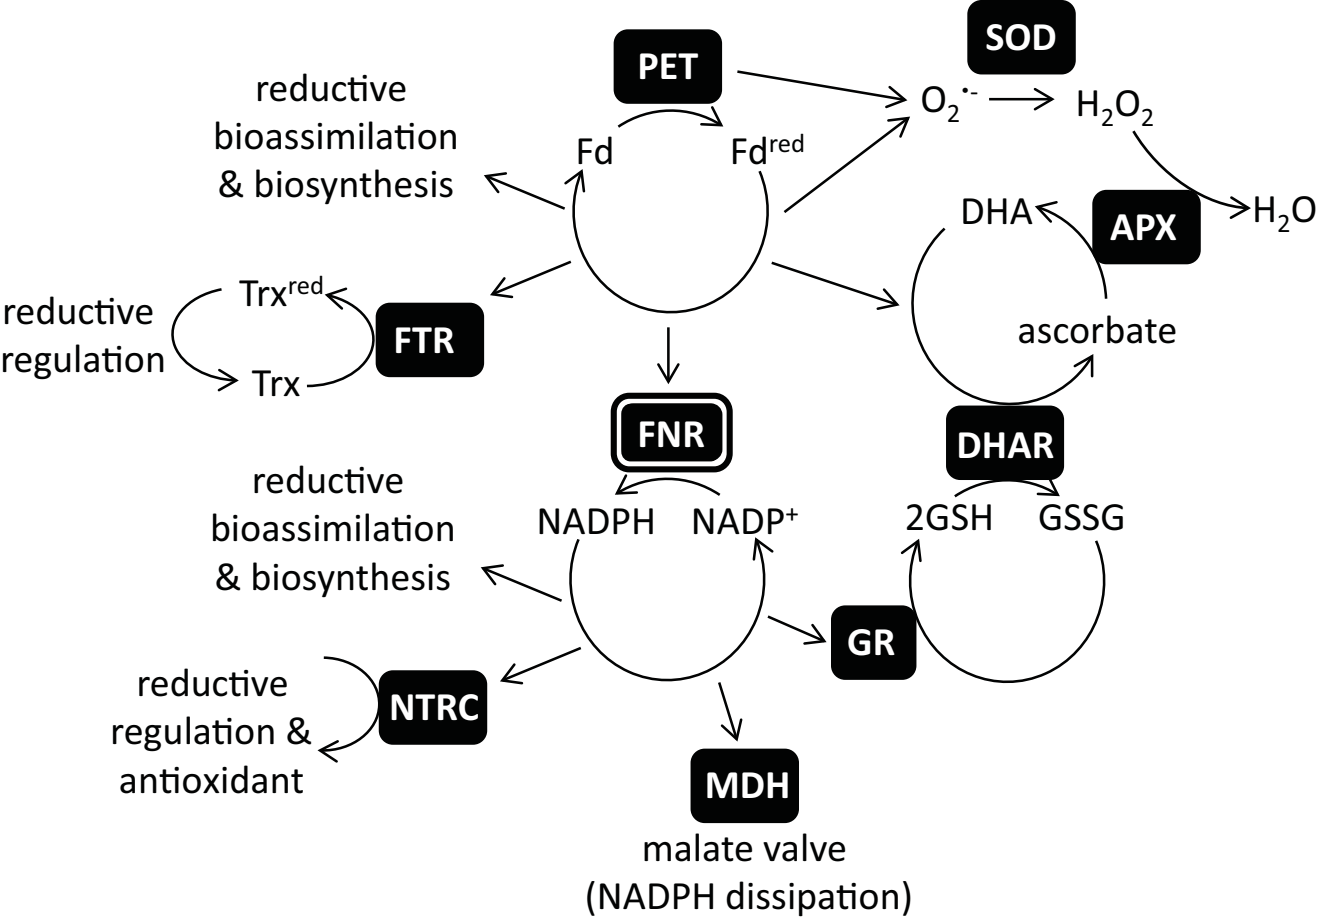 SOD
PET
reductive
bioassimilation
& biosynthesis
O₂•- H₂O₂
Fd Fdred
DHA APX H₂O
Trxred
reductive
regulation
FTR
Trx
ascorbate
FNR
DHAR
reductive
bioassimilation
& biosynthesis
NADPH NADP⁺
2GSH GSSG
GR
reductive
regulation &
antioxidant
NTRC
MDH
malate valve
(NADPH dissipation)